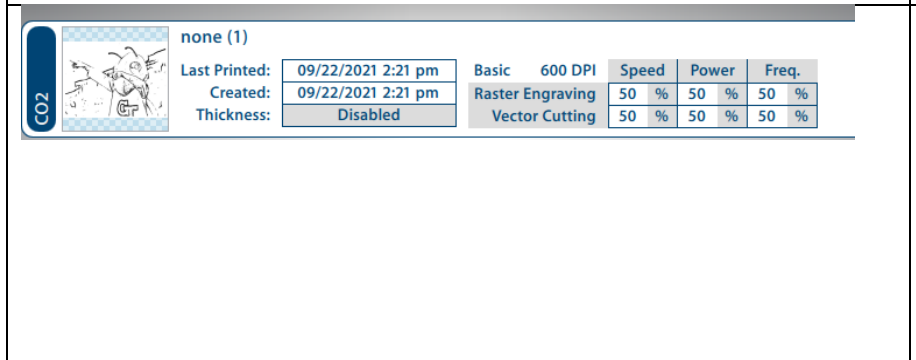 none (1)
CO2
Last Printed: 09/22/2021 2:21 pm Basic 600 DPI Speed Power Freq.
Created: 09/22/2021 2:21 pm Raster Engraving 50 % 50 % 50 %
Thickness: Disabled Vector Cutting 50 % 50 % 50 %
GT